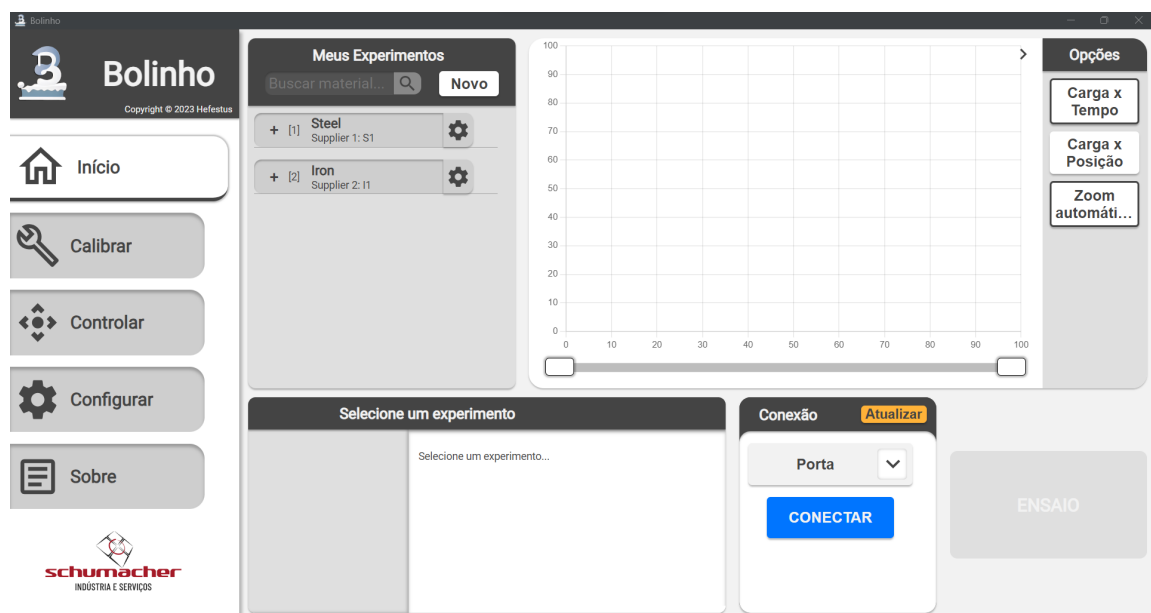 Bolinho
Bolinho
Copyright © 2023 Hefestus
Início
Calibrar
Controlar
Configurar
Sobre
schumacher
INDÚSTRIA E SERVIÇOS
Meus Experimentos
Buscar material...
Novo
+ [1] Steel
Supplier 1: S1
+ [2] Iron
Supplier 2: I1
100
90
80
70
60
50
40
30
20
10
0
0 10 20 30 40 50 60 70 80 90 100
Opções
Carga x
Tempo
Carga x
Posição
Zoom
automáti...
Selecione um experimento
Selecione um experimento...
Conexão
Atualizar
Porta
CONECTAR
ENSAIO